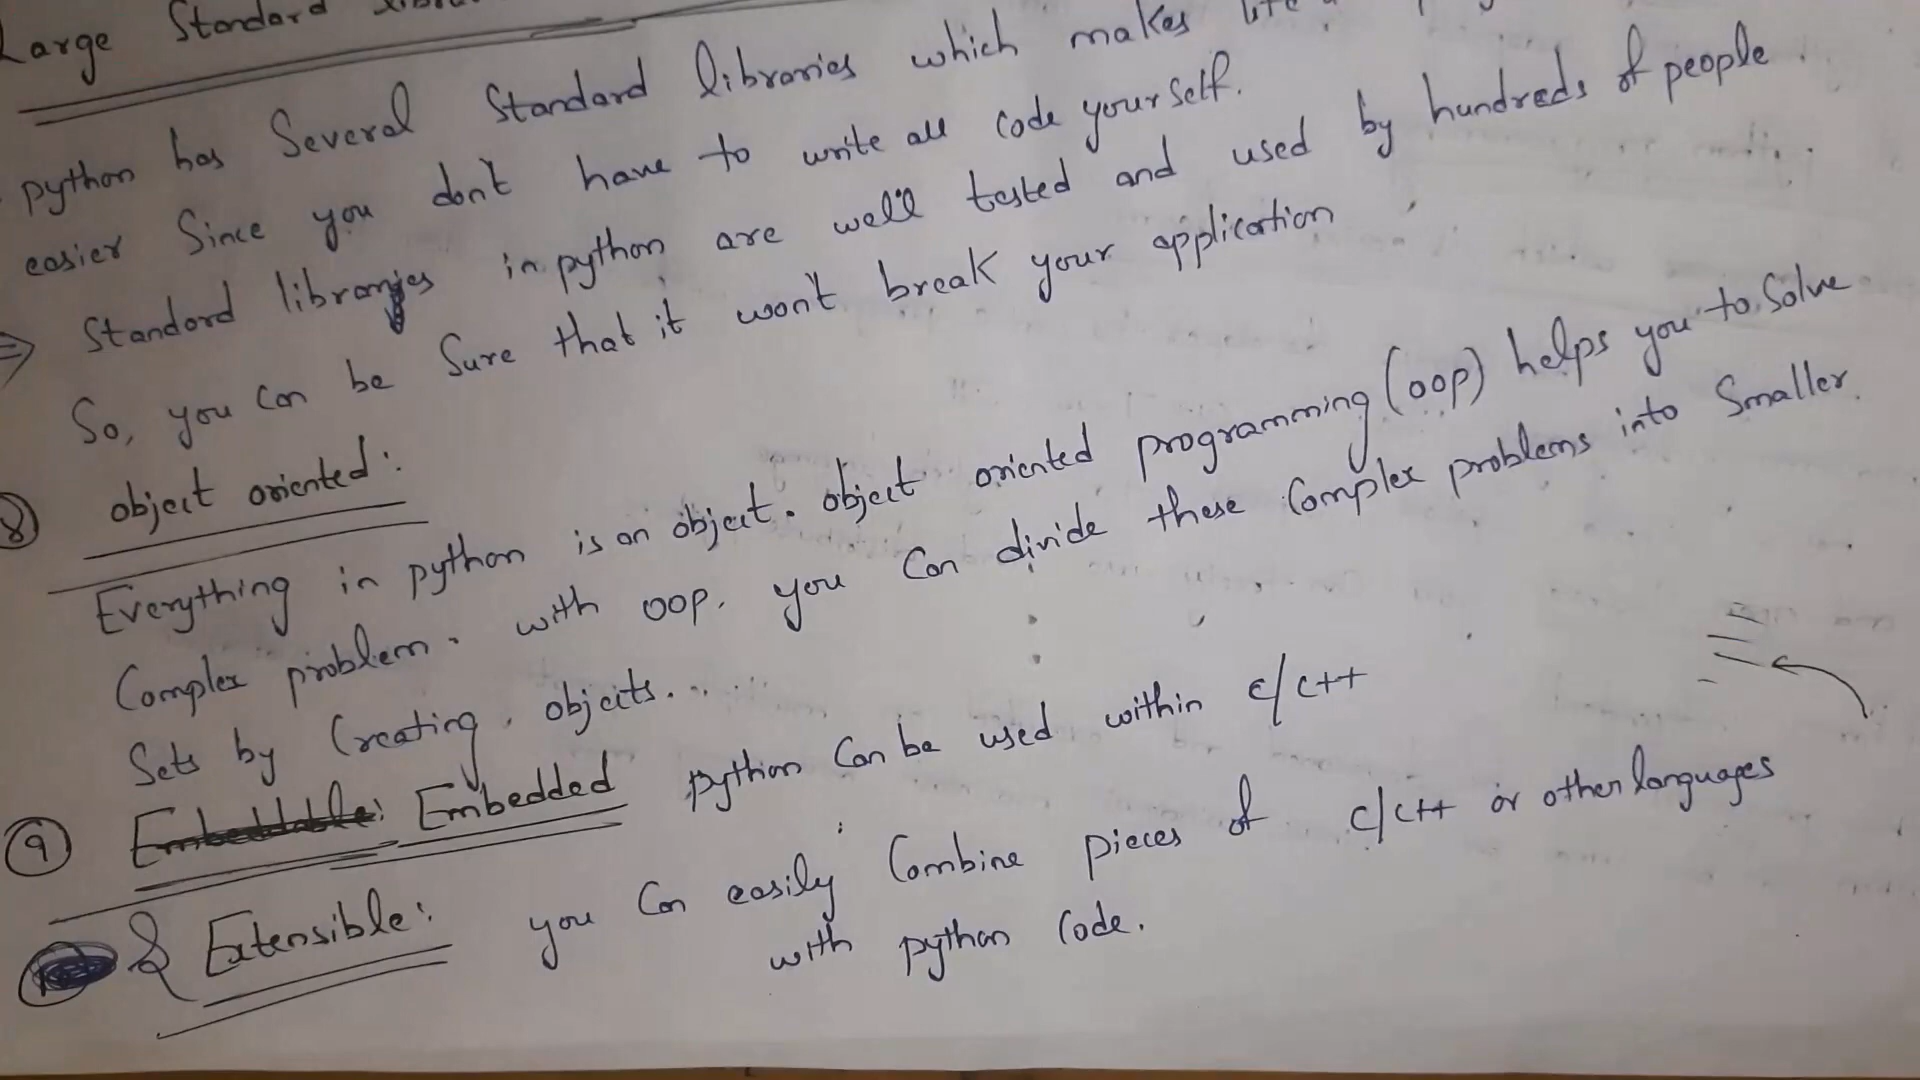 Large Standard
python has Several Standard libraries which makes
easier Since you don't have to write all code yourself.
⇒ Standard libraries in python are well tested and used by hundreds of people.
So, you can be Sure that it won't break your application
8 object oriented:
Everything in python is an object. object oriented programming (oop) helps you to Solve
Complex problem. with oop. you can divide these Complex problems into Smaller
Sets by Creating objects...
9 Embeddable: Embedded python can be used within c/c++
& Extensible: you can easily Combine pieces of c/c++ or other languages
with python code.